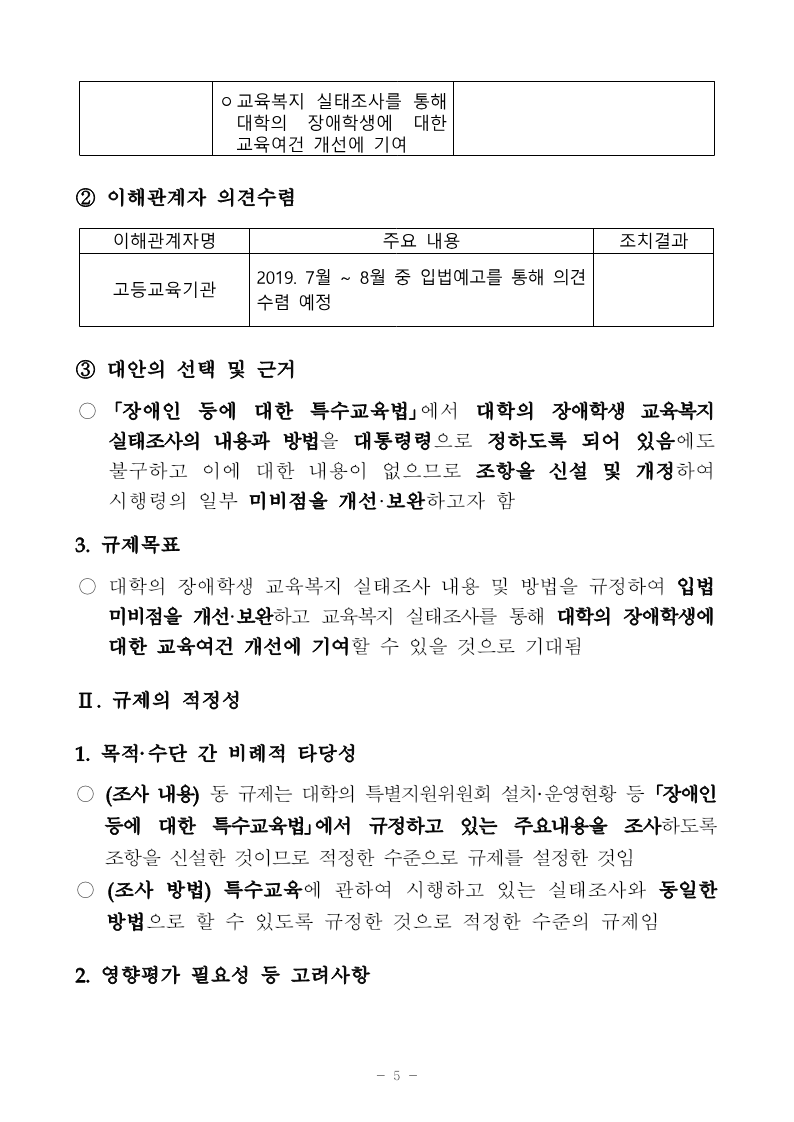 ㅇ 교육복지 실태조사를 통해
대학의 장애학생에 대한
교육여건 개선에 기여
② 이해관계자 의견수렴
이해관계자명 주요 내용 조치결과
고등교육기관
2019. 7월 ~ 8월 중 입법예고를 통해 의견
수렴 예정
③ 대안의 선택 및 근거
○ 「장애인 등에 대한 특수교육법」에서 대학의 장애학생 교육복지
실태조사의 내용과 방법을 대통령령으로 정하도록 되어 있음에도
불구하고 이에 대한 내용이 없으므로 조항을 신설 및 개정하여
시행령의 일부 미비점을 개선·보완하고자 함
3. 규제목표
○ 대학의 장애학생 교육복지 실태조사 내용 및 방법을 규정하여 입법
미비점을 개선·보완하고 교육복지 실태조사를 통해 대학의 장애학생에
대한 교육여건 개선에 기여할 수 있을 것으로 기대됨
Ⅱ. 규제의 적정성
1. 목적·수단 간 비례적 타당성
○ (조사 내용) 동 규제는 대학의 특별지원위원회 설치·운영현황 등 「장애인
등에 대한 특수교육법」에서 규정하고 있는 주요내용을 조사하도록
조항을 신설한 것이므로 적정한 수준으로 규제를 설정한 것임
○ (조사 방법) 특수교육에 관하여 시행하고 있는 실태조사와 동일한
방법으로 할 수 있도록 규정한 것으로 적정한 수준의 규제임
2. 영향평가 필요성 등 고려사항
- 5 -